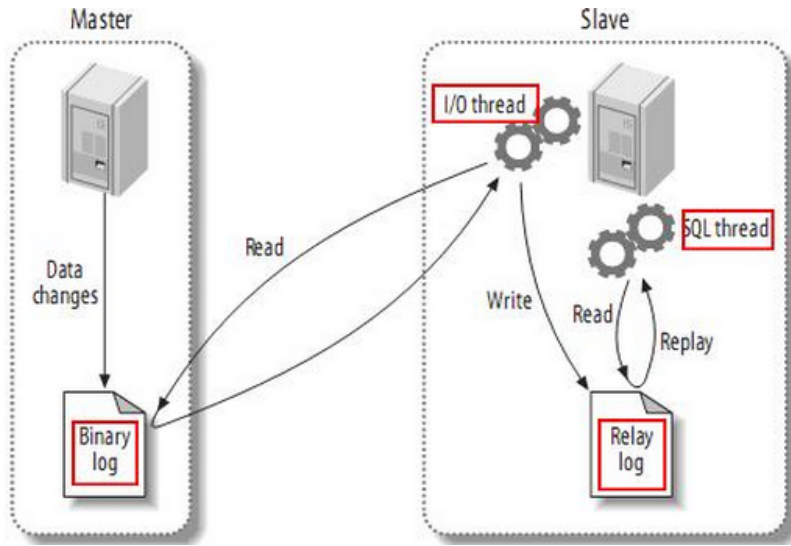 Master
Slave
I/O thread
SQL thread
Read
Data
changes
Write
Read
Replay
Binary
log
Relay
log